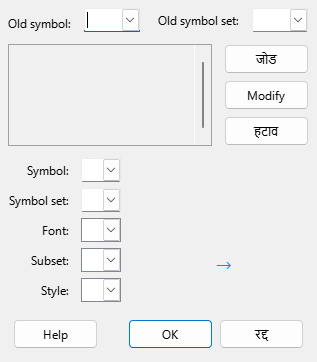 Old symbol: Old symbol set:
जोड
Modify
हटाव
Symbol:
Symbol set:
Font:
Subset:
Style:
Help OK रद्द